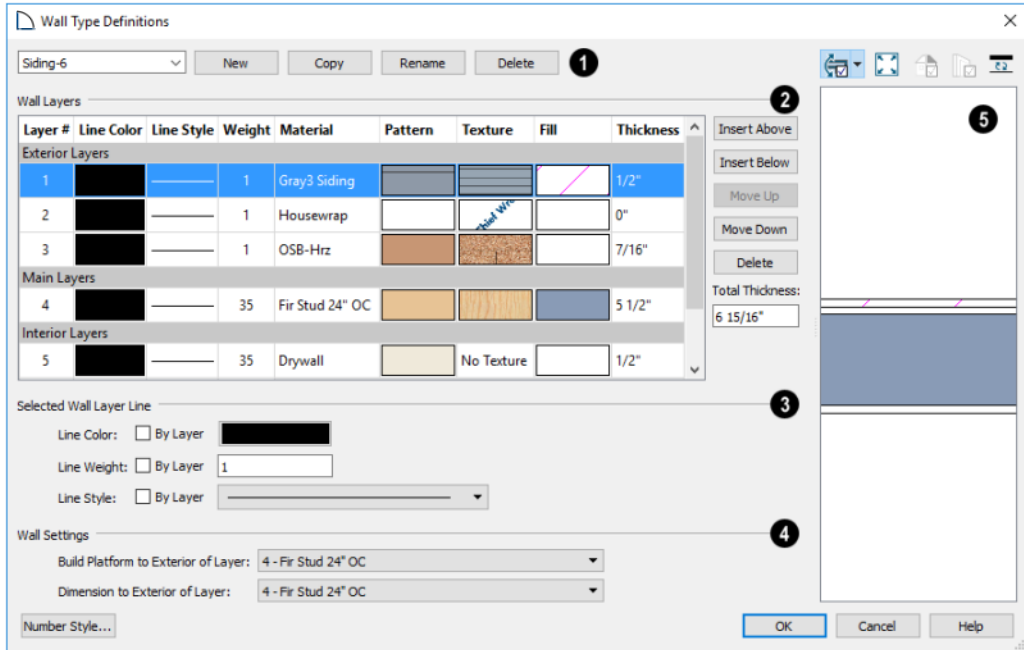 Wall Type Definitions
Siding-6 New Copy Rename Delete 1
Wall Layers 2
Layer # Line Color Line Style Weight Material Pattern Texture Fill Thickness
Exterior Layers
1 1 Gray3 Siding 1/2"
2 1 Housewrap Chief Wr 0"
3 1 OSB-Hrz 7/16"
Main Layers
4 35 Fir Stud 24" OC 5 1/2"
Interior Layers
5 35 Drywall No Texture 1/2"
Insert Above
Insert Below
Move Up
Move Down
Delete
Total Thickness:
6 15/16"
5
Selected Wall Layer Line 3
Line Color: By Layer
Line Weight: By Layer 1
Line Style: By Layer
Wall Settings 4
Build Platform to Exterior of Layer: 4 - Fir Stud 24" OC
Dimension to Exterior of Layer: 4 - Fir Stud 24" OC
Number Style... OK Cancel Help